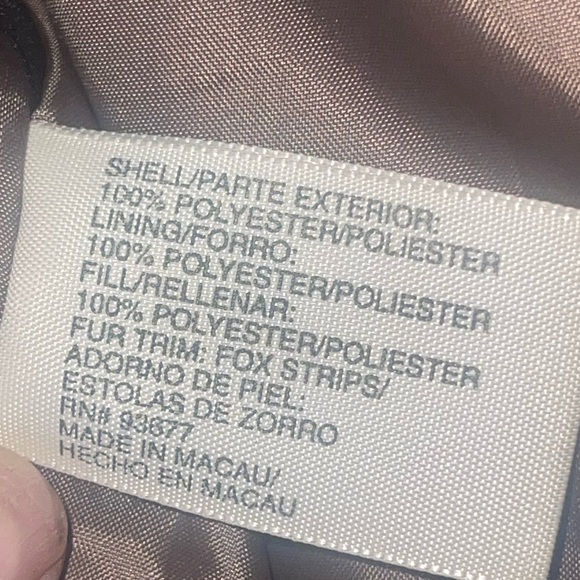 SHELL/PARTE EXTERIOR:
100% POLYESTER/POLIESTER
LINING/FORRO:
100% POLYESTER/POLIESTER
FILL/RELLENAR:
100% POLYESTER/POLIESTER
FUR TRIM: FOX STRIPS/
ADORNO DE PIEL:
ESTOLAS DE ZORRO
RN# 93677
MADE IN MACAU/
HECHO EN MACAU